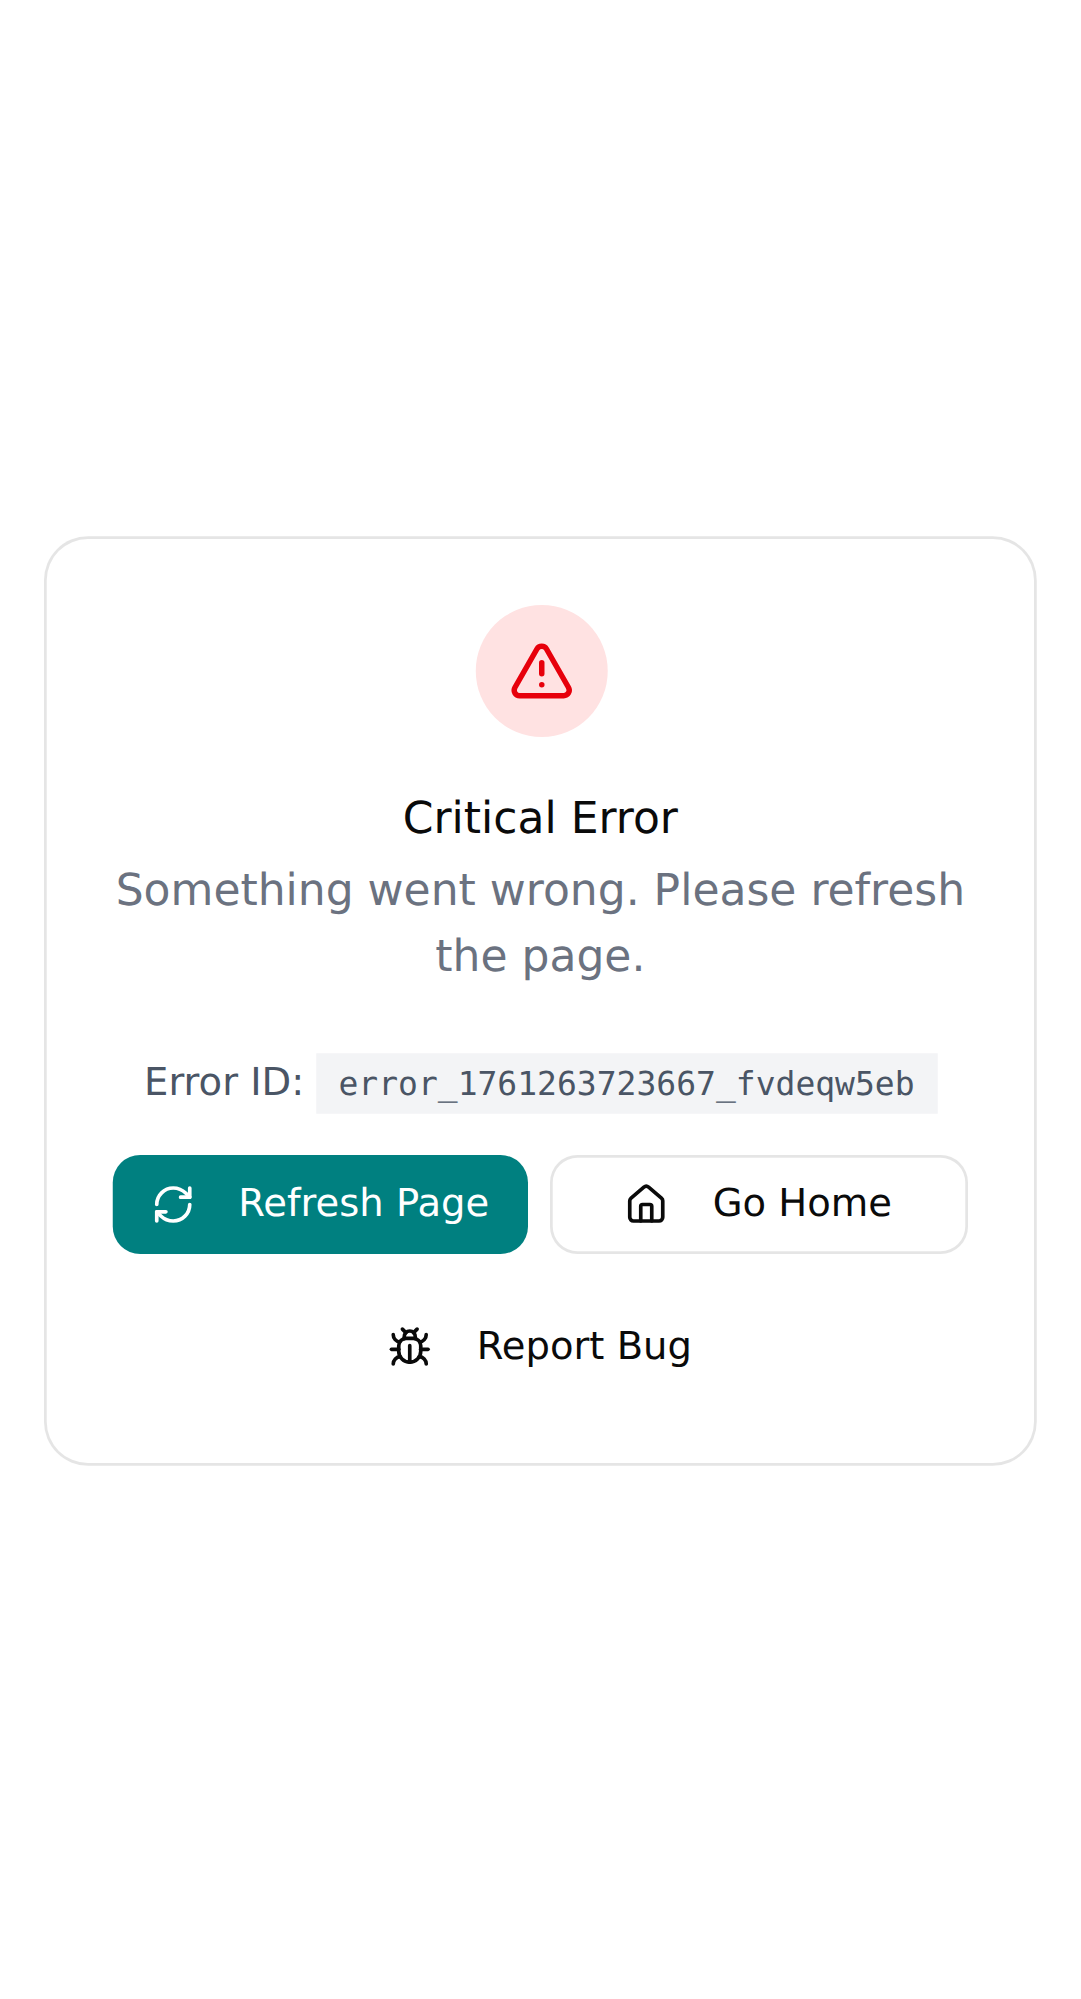 Critical Error
Something went wrong. Please refresh
the page.
Error ID: error_1761263723667_fvdeqw5eb
Refresh Page
Go Home
Report Bug